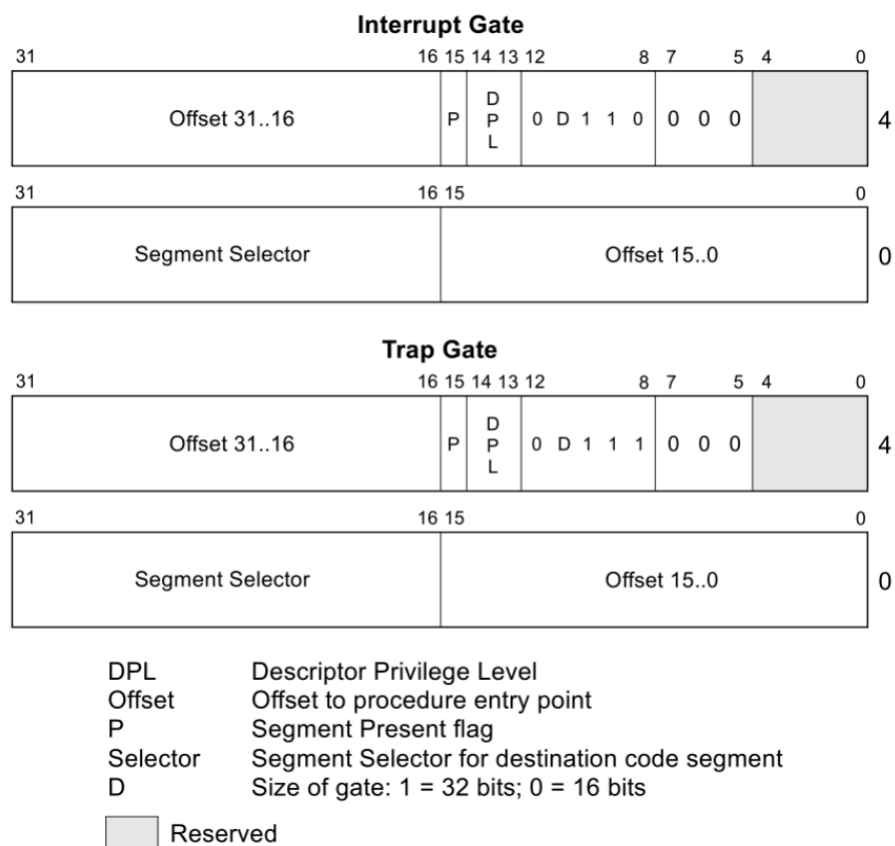 Interrupt Gate
31 16 15 14 13 12 8 7 5 4 0
Offset 31..16 P DPL 0 D 1 1 0 0 0 0 4
31 16 15 0
Segment Selector Offset 15..0 0
Trap Gate
31 16 15 14 13 12 8 7 5 4 0
Offset 31..16 P DPL 0 D 1 1 1 0 0 0 4
31 16 15 0
Segment Selector Offset 15..0 0
DPL Descriptor Privilege Level
Offset Offset to procedure entry point
P Segment Present flag
Selector Segment Selector for destination code segment
D Size of gate: 1 = 32 bits; 0 = 16 bits
Reserved